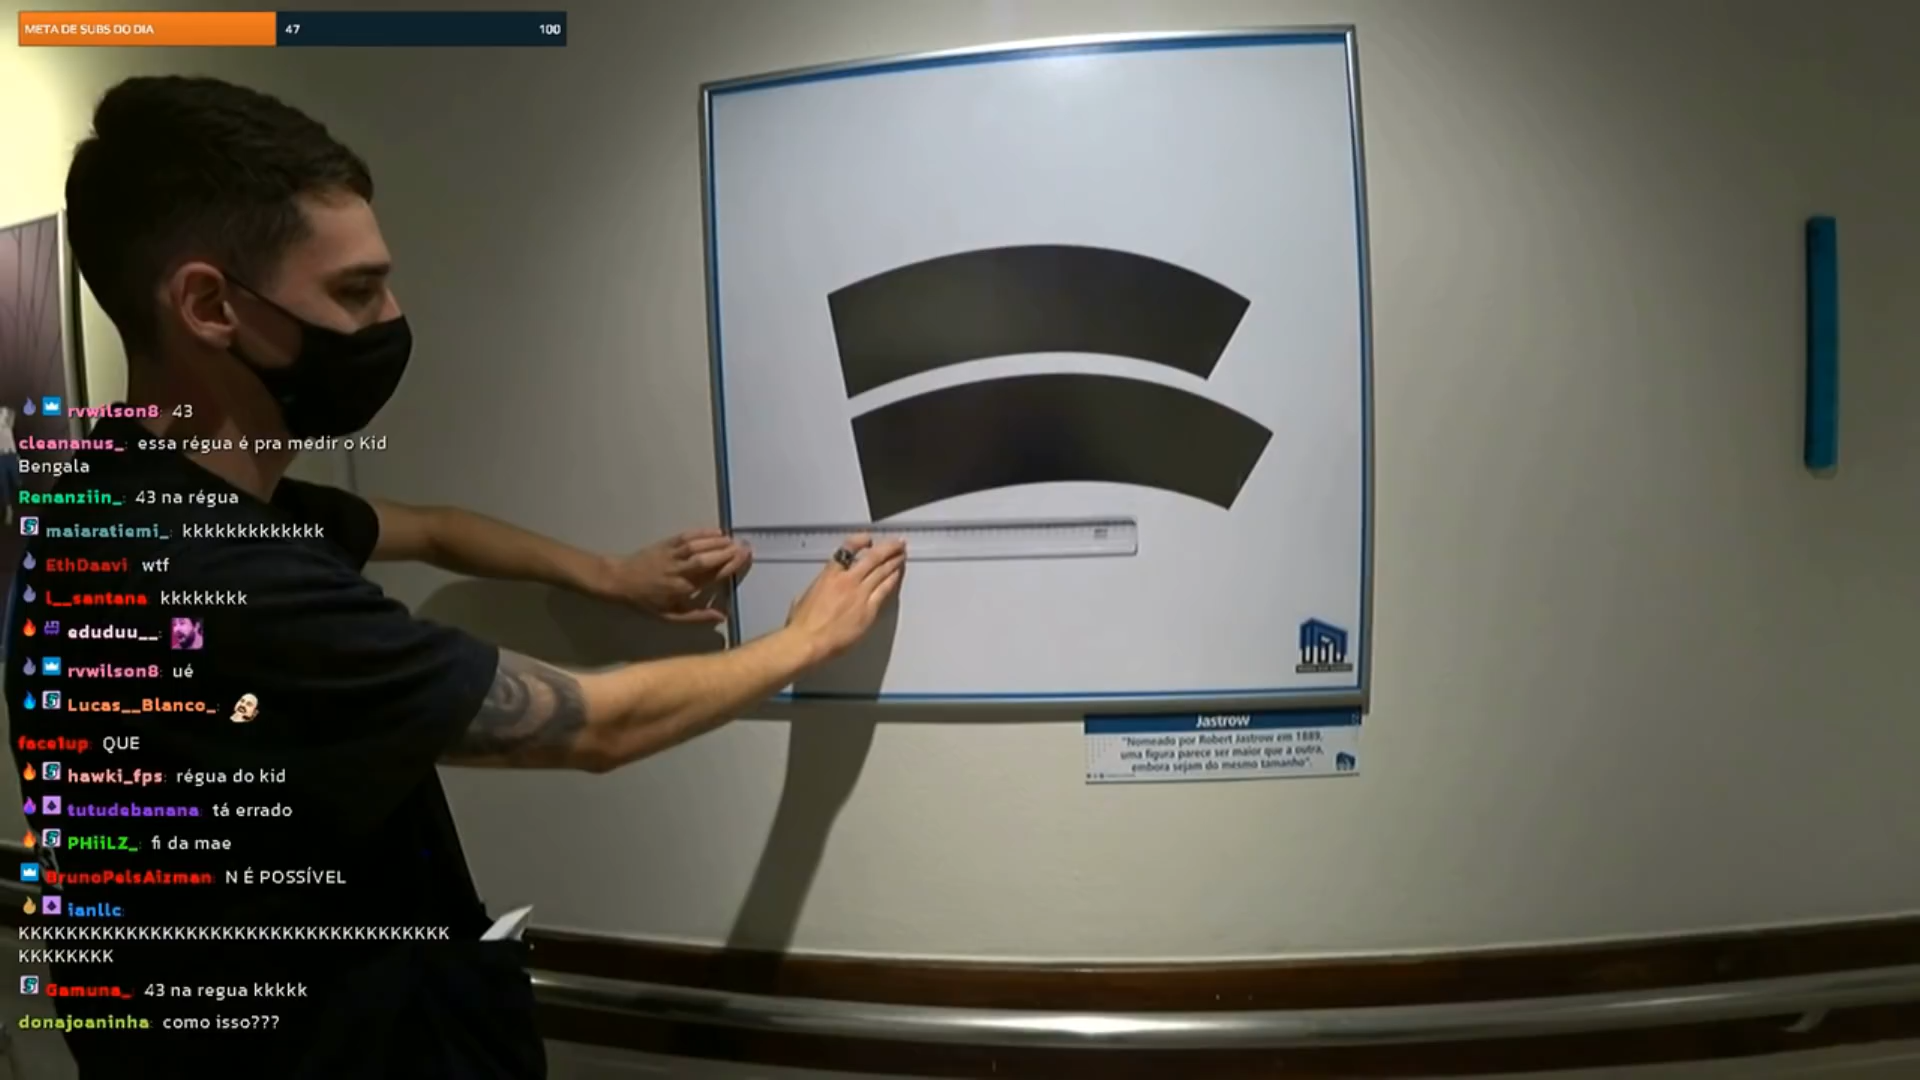 META DE SUBS DO DIA 47 100
rvwilson8: 43
cleananus_: essa régua é pra medir o Kid
Bengala
Renanziin_: 43 na régua
maiaratiemi_: kkkkkkkkkkkkk
EthDaavi: wtf
l__santana: kkkkkkkk
eduduu__:
rvwilson8: ué
Lucas__Blanco_:
face1up: QUE
hawki_fps: régua do kid
tutudebanana: tá errado
PHiiLZ_: fi da mae
BrunoPelsAizman: N É POSSÍVEL
ianllc:
KKKKKKKKKKKKKKKKKKKKKKKKKKKKKKKKKKKK
KKKKKKKK
Gamuna_: 43 na regua kkkkk
donajoaninha: como isso???
Jastrow
"Nomeado por Robert Jastrow em 1889,
uma figura parece ser maior que a outra,
embora sejam do mesmo tamanho".